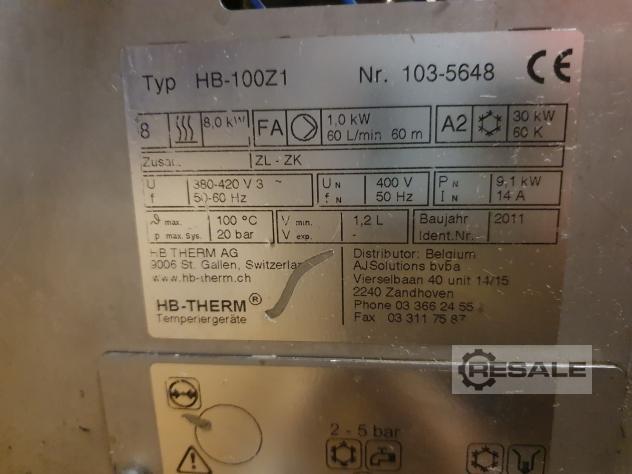 Typ HB-100Z1 Nr. 103-5648 CE
8 8,0 kW FA 1,0 kW 60 L/min 60 m A2 30 kW 60 K
Zusat. ZL - ZK
U 380-420 V 3 ~ U N 400 V P N 9,1 kW
f 50-60 Hz f N 50 Hz I N 14 A
ϑ max. 100 °C V min. 1,2 L Baujahr 2011
p max. Sys. 20 bar V exp. - Ident.Nr.
HB THERM AG
9006 St. Gallen, Switzerland
www.hb-therm.ch
HB-THERM®
Temperiergeräte
Distributor: Belgium
AJSolutions bvba
Vierselbaan 40 unit 14/15
2240 Zandhoven
Phone 03 366 24 55
Fax 03 311 75 87
RESALE
2 - 5 bar